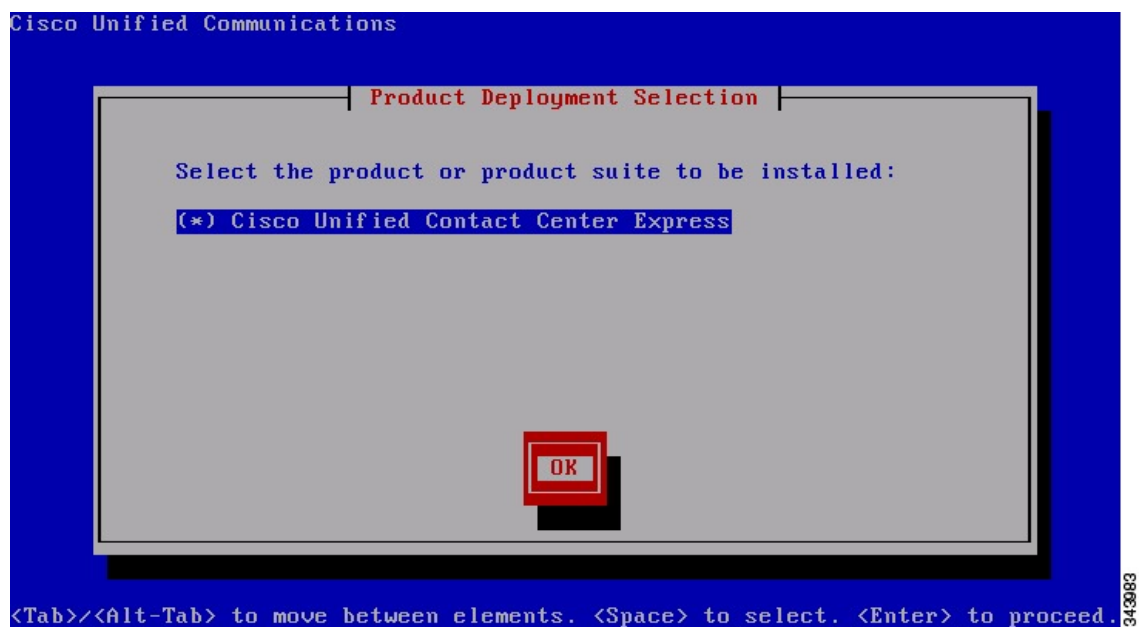 Cisco Unified Communications
Product Deployment Selection
Select the product or product suite to be installed:
(*) Cisco Unified Contact Center Express
OK
<Tab>/<Alt-Tab> to move between elements. <Space> to select. <Enter> to proceed.
343983